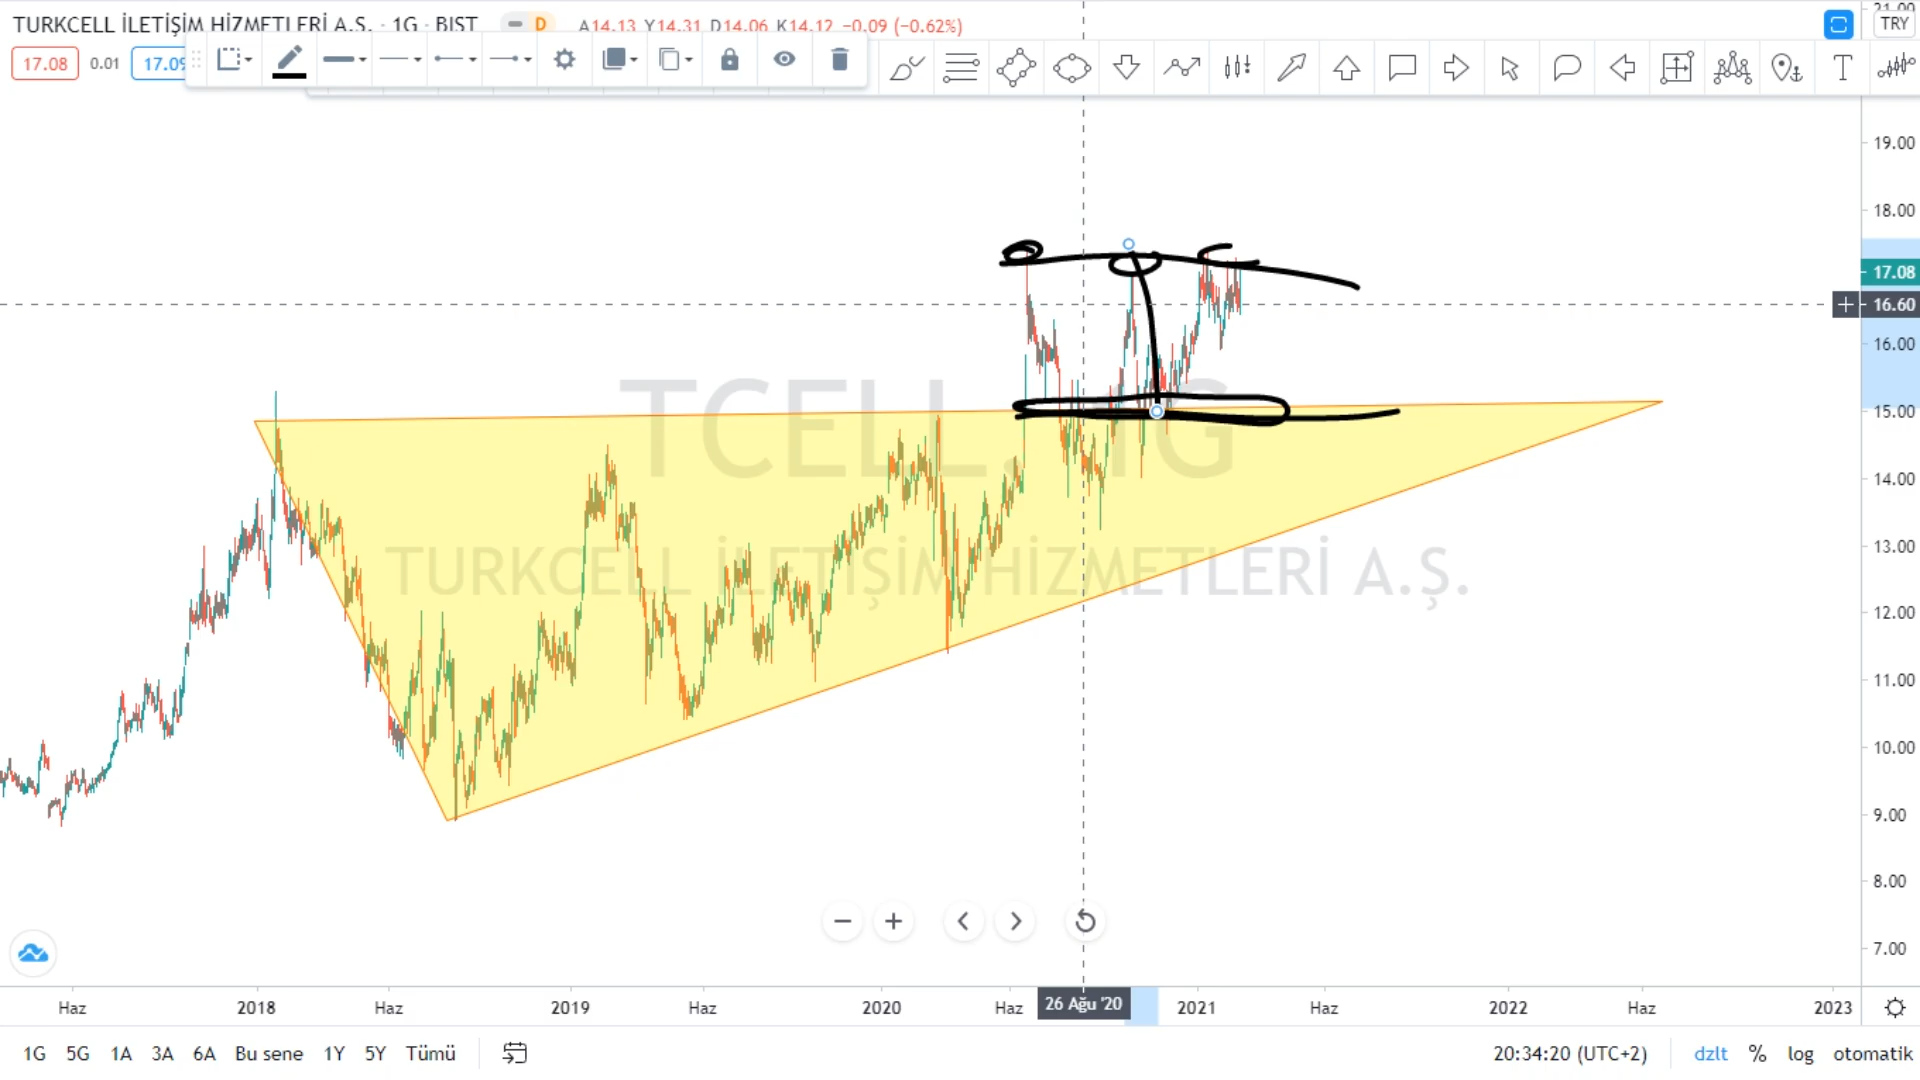 TURKCELL İLETİŞİM HİZMETLERİ A.Ş. · 1G · BIST D A14.13 Y14.31 D14.06 K14.12 −0.09 (−0.62%)
17.08 0.01 17.09
T
TRY
21.00
19.00
18.00
17.08
16.60
16.00
15.00
14.00
13.00
12.00
11.00
10.00
9.00
8.00
7.00
TCELL, 1G
TURKCELL İLETİŞİM HİZMETLERİ A.Ş.
Haz 2018 Haz 2019 Haz 2020 Haz 26 Ağu '20 2021 Haz 2022 Haz 2023
1G 5G 1A 3A 6A Bu sene 1Y 5Y Tümü 20:34:20 (UTC+2) dzlt % log otomatik